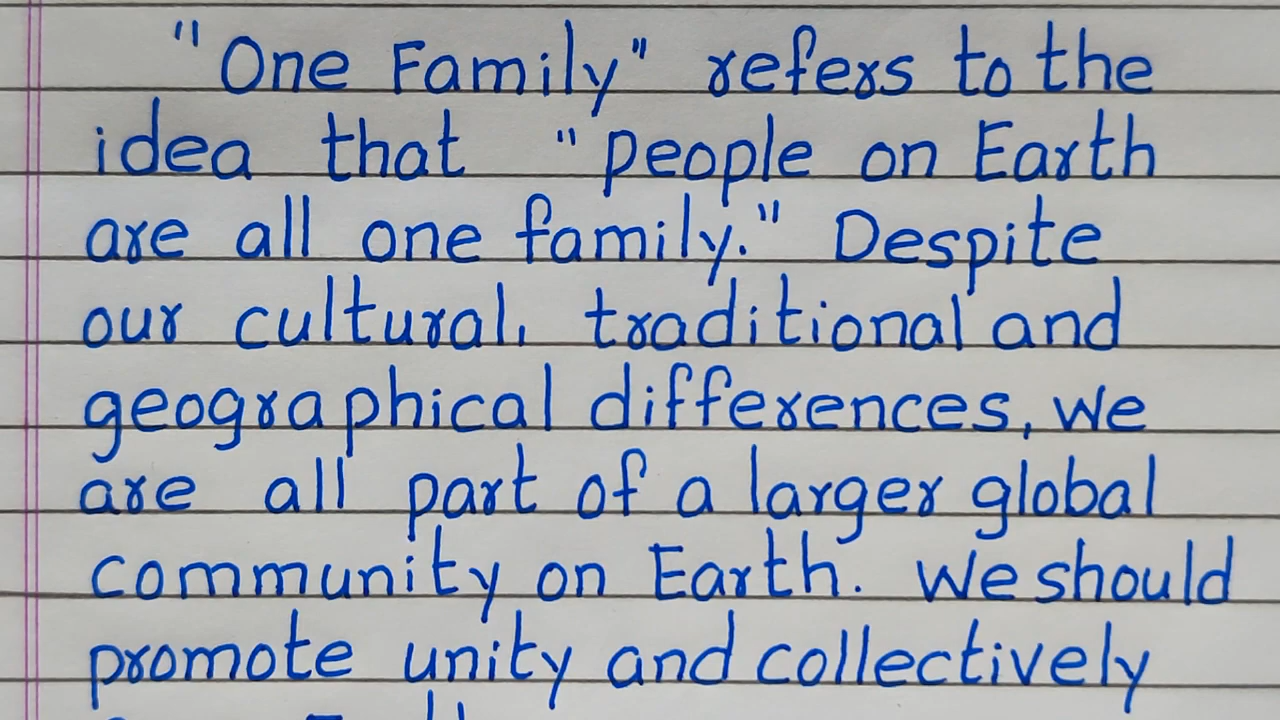 "One Family" refers to the
idea that "people on Earth
are all one family." Despite
our cultural, traditional and
geographical differences, we
are all part of a larger global
community on Earth. We should
promote unity and collectively